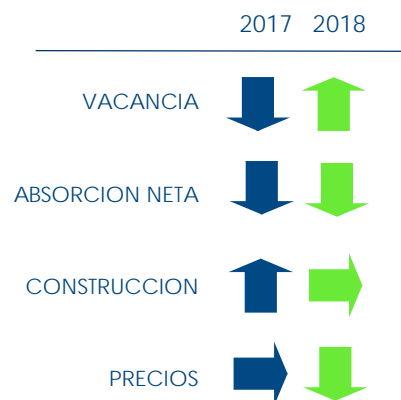 2017 2018
VACANCIA
ABSORCION NETA
CONSTRUCCION
PRECIOS